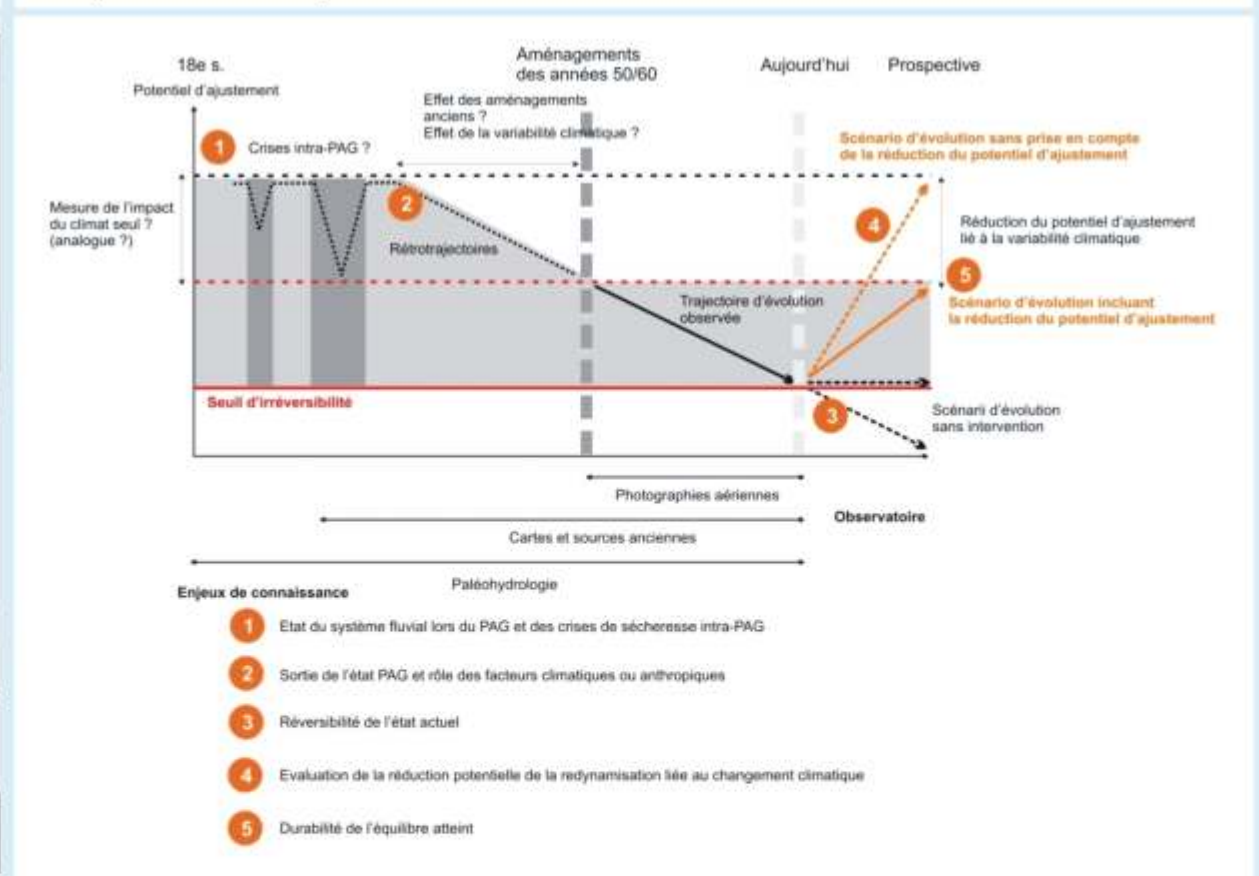 18e s.
Aménagements
des années 50/60
Aujourd'hui
Prospective
Potentiel d'ajustement
Effet des aménagements
anciens ?
Effet de la variabilité climatique ?
1
Crises intra-PAG ?
Scénario d'évolution sans prise en compte
de la réduction du potentiel d'ajustement
Mesure de l'impact
du climat seul ?
(analogue ?)
2
Rétrotrajectoires
4
Réduction du potentiel d'ajustement
lié à la variabilité climatique
5
Trajectoire d'évolution
observée
Scénario d'évolution incluant
la réduction du potentiel d'ajustement
Seuil d'irréversibilité
3
Scénarii d'évolution
sans intervention
Photographies aériennes
Observatoire
Cartes et sources anciennes
Paléohydrologie
Enjeux de connaissance
1 Etat du système fluvial lors du PAG et des crises de sécheresse intra-PAG
2 Sortie de l'état PAG et rôle des facteurs climatiques ou anthropiques
3 Réversibilité de l'état actuel
4 Evaluation de la réduction potentielle de la redynamisation liée au changement climatique
5 Durabilité de l'équilibre atteint